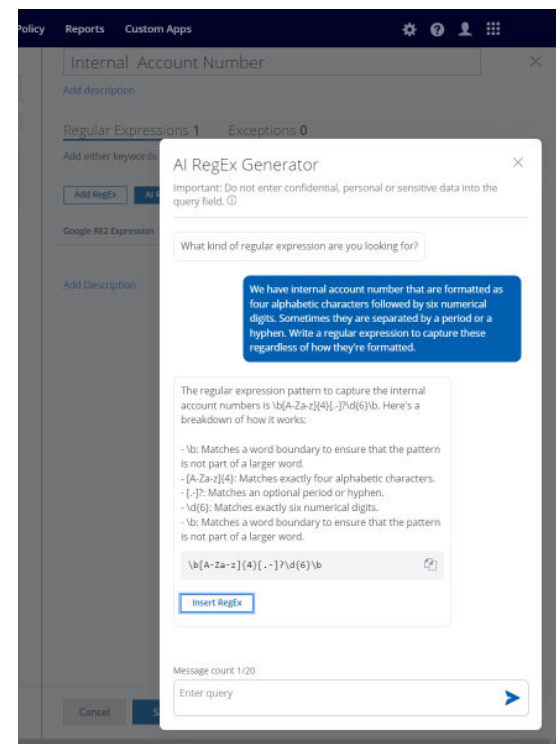 Policy Reports Custom Apps
Internal Account Number
Add description
Regular Expressions 1 Exceptions 0
Add either keywords
Add RegEx
Google RE2 Expression
Add Description
AI RegEx Generator
Important: Do not enter confidential, personal or sensitive data into the
query field.
What kind of regular expression are you looking for?
We have internal account number that are formatted as
four alphabetic characters followed by six numerical
digits. Sometimes they are separated by a period or a
hyphen. Write a regular expression to capture these
regardless of how they're formatted.
The regular expression pattern to capture the internal
account numbers is \b[A-Za-z]{4}[.-]?\d{6}\b. Here's a
breakdown of how it works:
- \b: Matches a word boundary to ensure that the pattern
is not part of a larger word.
- [A-Za-z]{4}: Matches exactly four alphabetic characters.
- [.-]?: Matches an optional period or hyphen.
- \d{6}: Matches exactly six numerical digits.
- \b: Matches a word boundary to ensure that the pattern
is not part of a larger word.
\b[A-Za-z]{4}[.-]?\d{6}\b
Insert RegEx
Message count 1/20
Enter query
Cancel